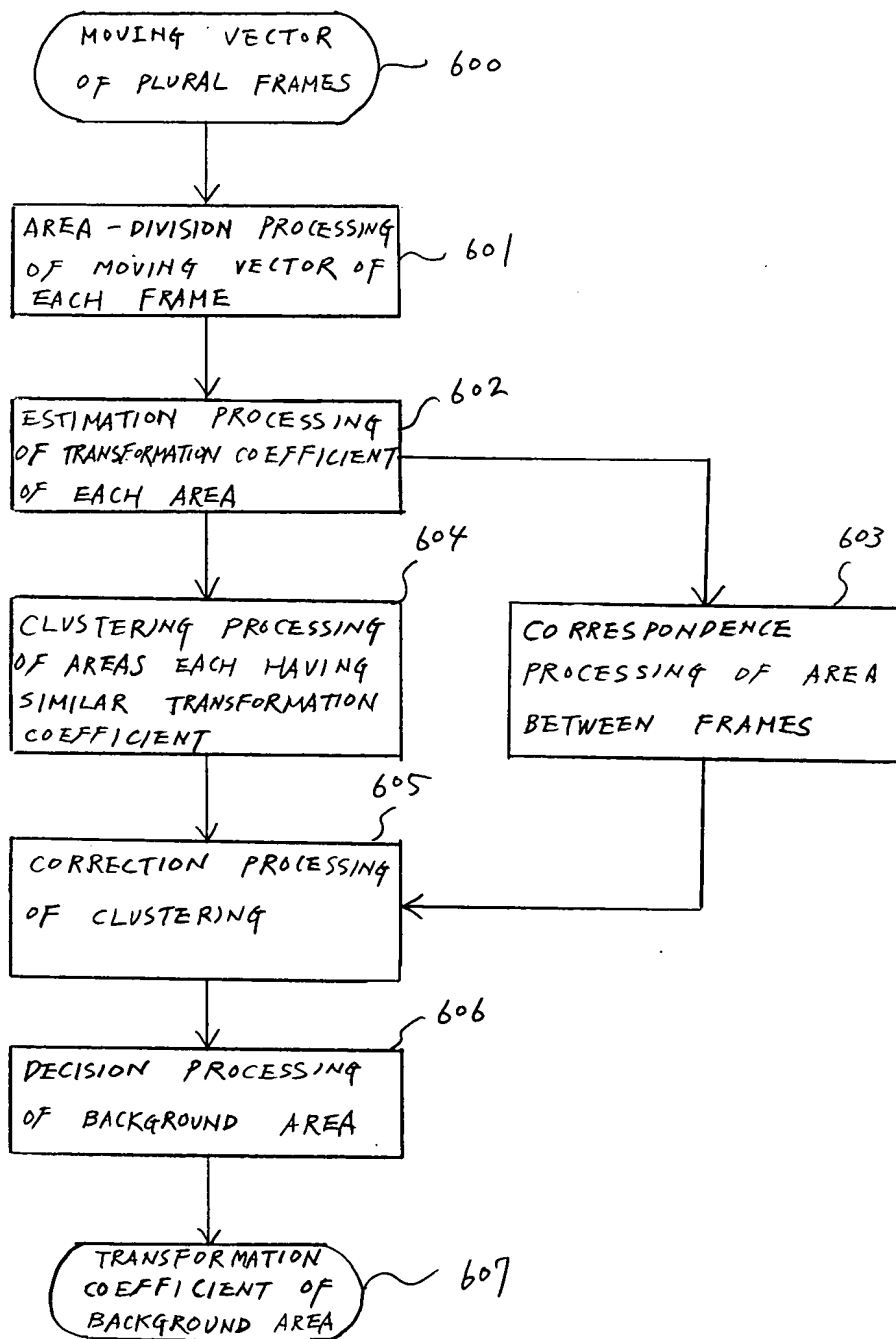 MOVING VECTOR
OF PLURAL FRAMES
600
AREA-DIVISION PROCESSING
OF MOVING VECTOR OF
EACH FRAME
601
602
ESTIMATION PROCESSING
OF TRANSFORMATION COEFFICIENT
OF EACH AREA
604
603
CLUSTERING PROCESSING
OF AREAS EACH HAVING
SIMILAR TRANSFORMATION
COEFFICIENT
CORRESPONDENCE
PROCESSING OF AREA
BETWEEN FRAMES
605
CORRECTION PROCESSING
OF CLUSTERING
606
DECISION PROCESSING
OF BACKGROUND AREA
TRANSFORMATION
COEFFICIENT OF
BACKGROUND AREA
607